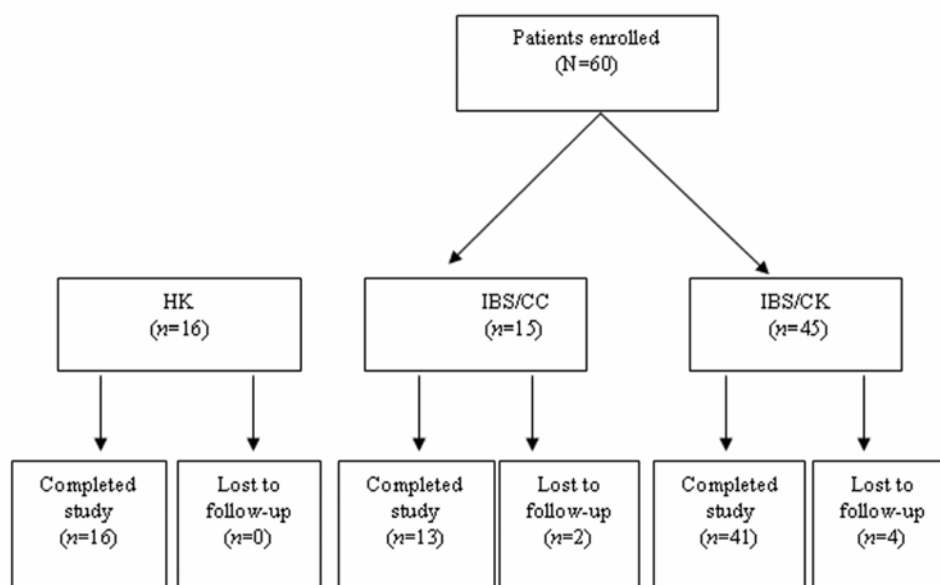 Patients enrolled
(N=60)
HK
(n=16)
IBS/CC
(n=15)
IBS/CK
(n=45)
Completed
study
(n=16)
Lost to
follow-up
(n=0)
Completed
study
(n=13)
Lost to
follow-up
(n=2)
Completed
study
(n=41)
Lost to
follow-up
(n=4)